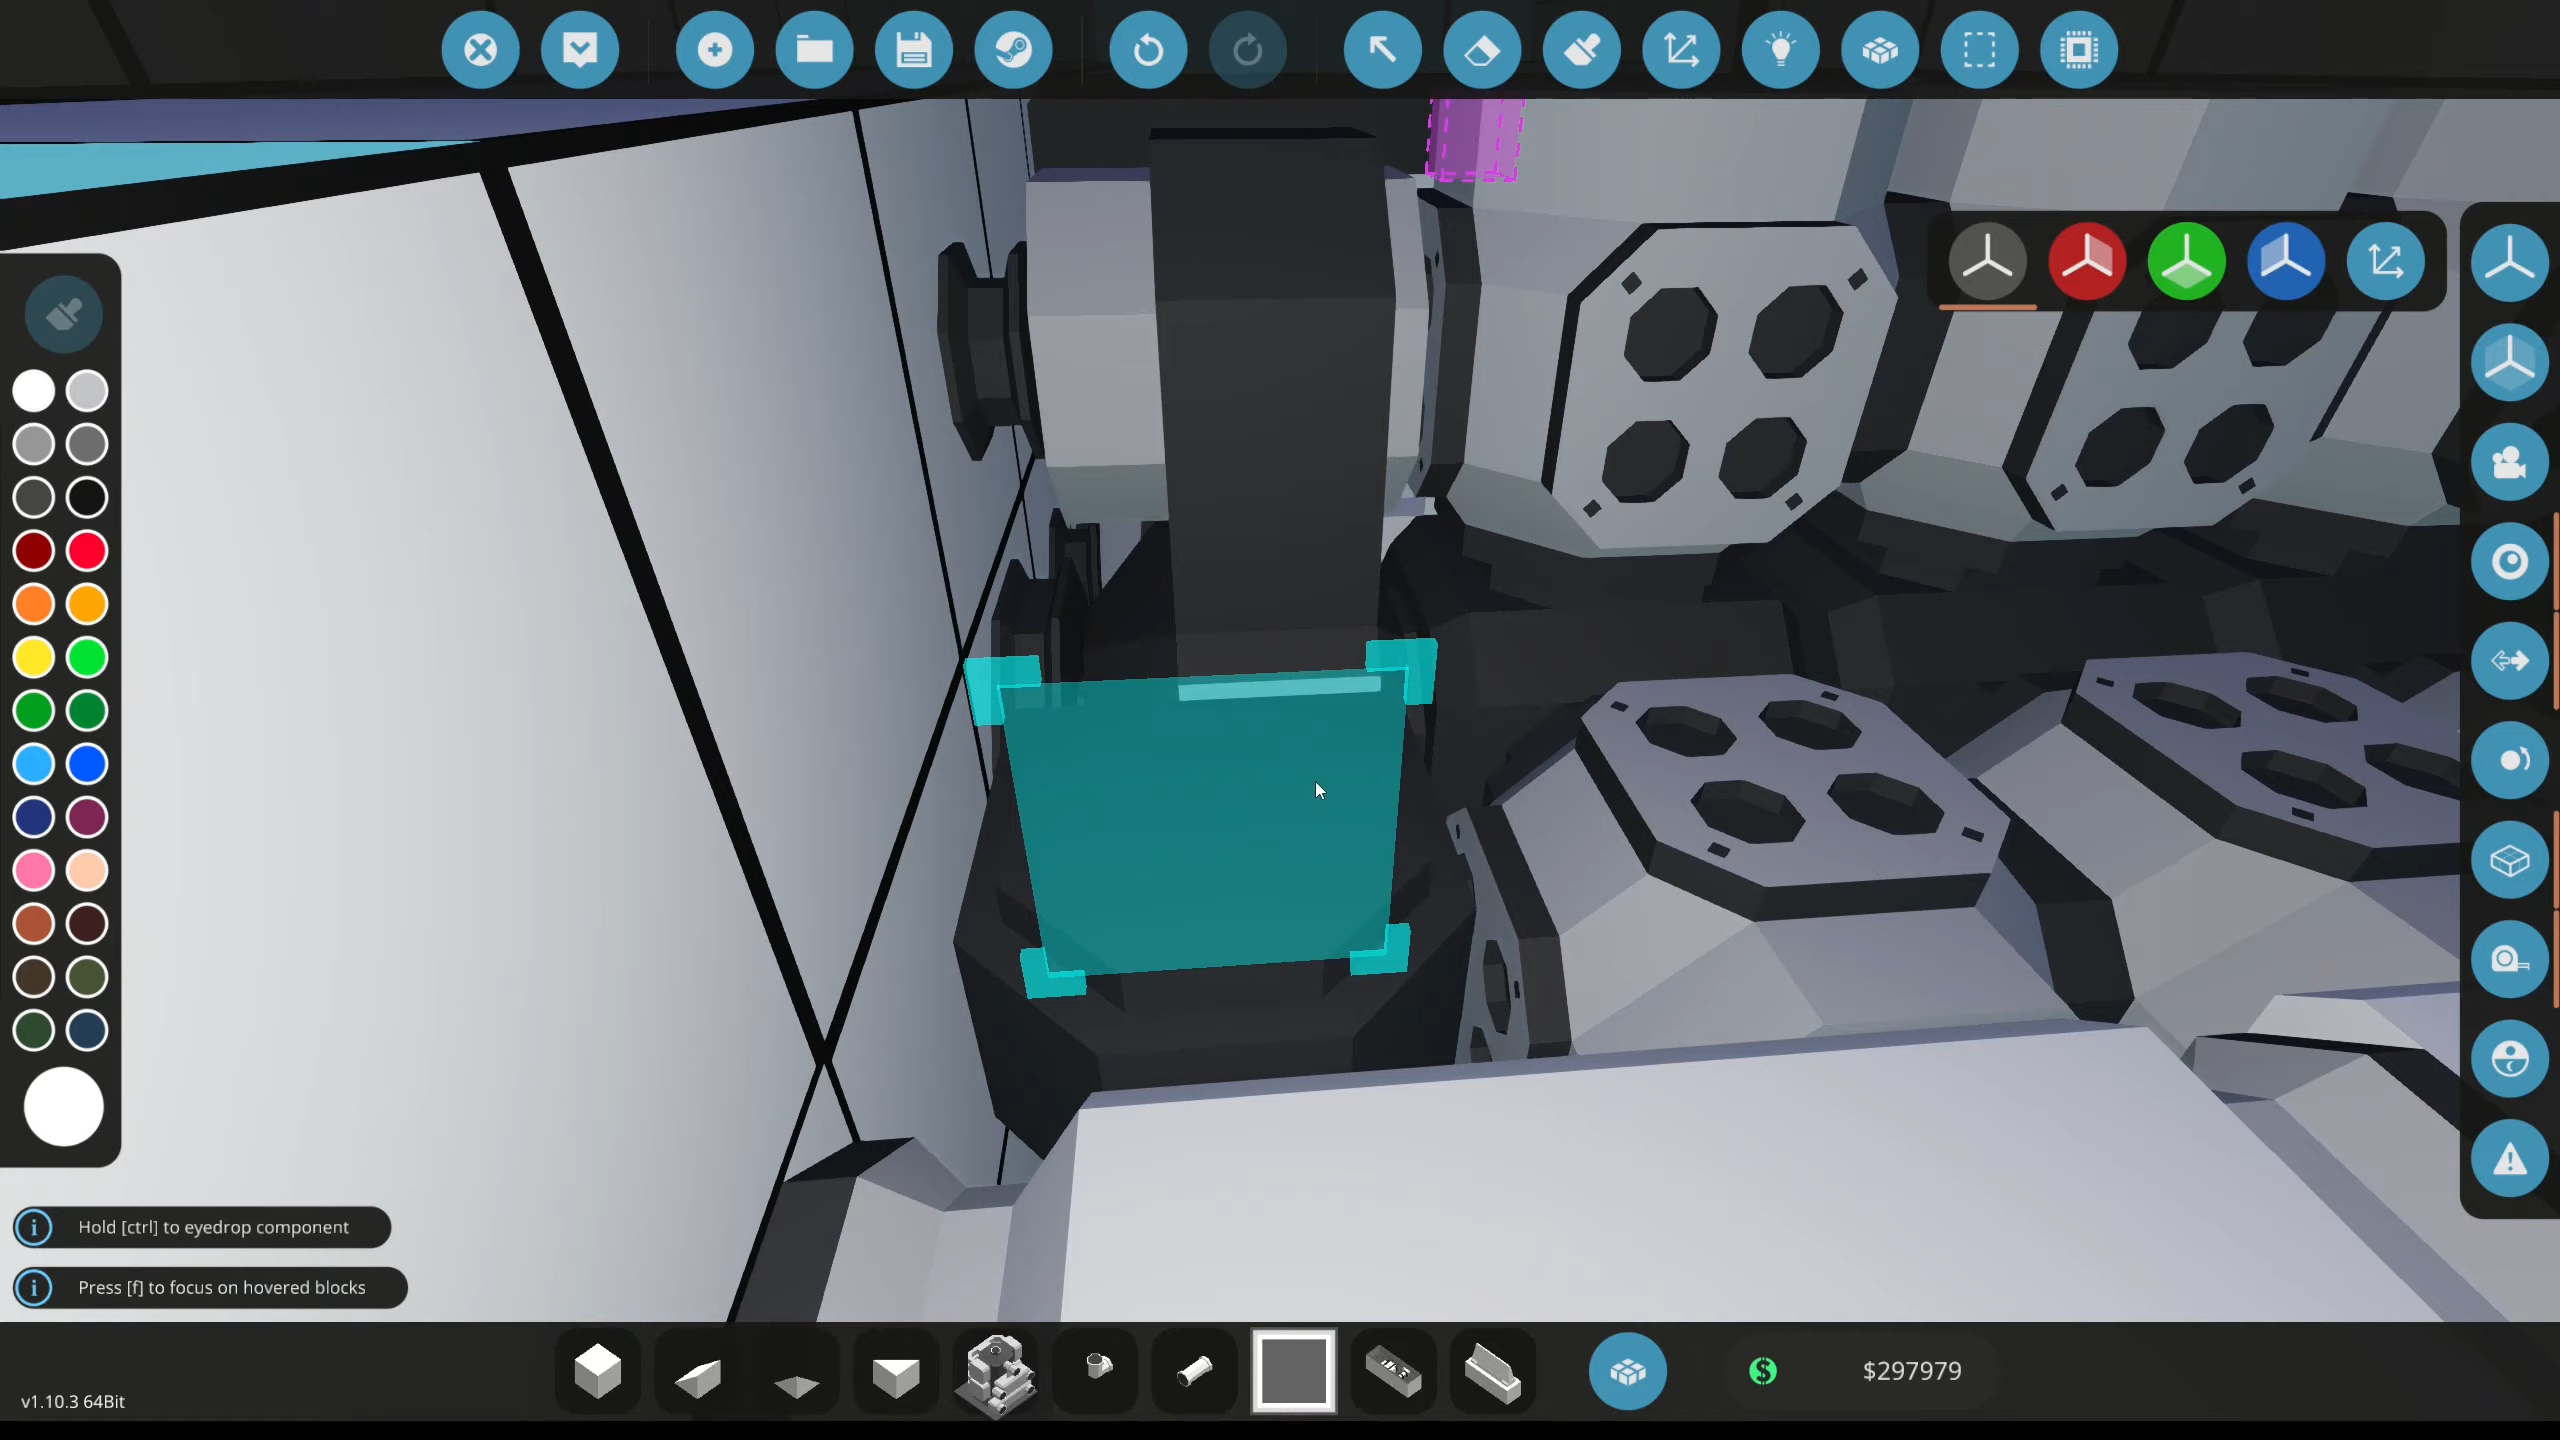 Hold [ctrl] to eyedrop component
Press [f] to focus on hovered blocks
v1.10.3 64Bit
$297979